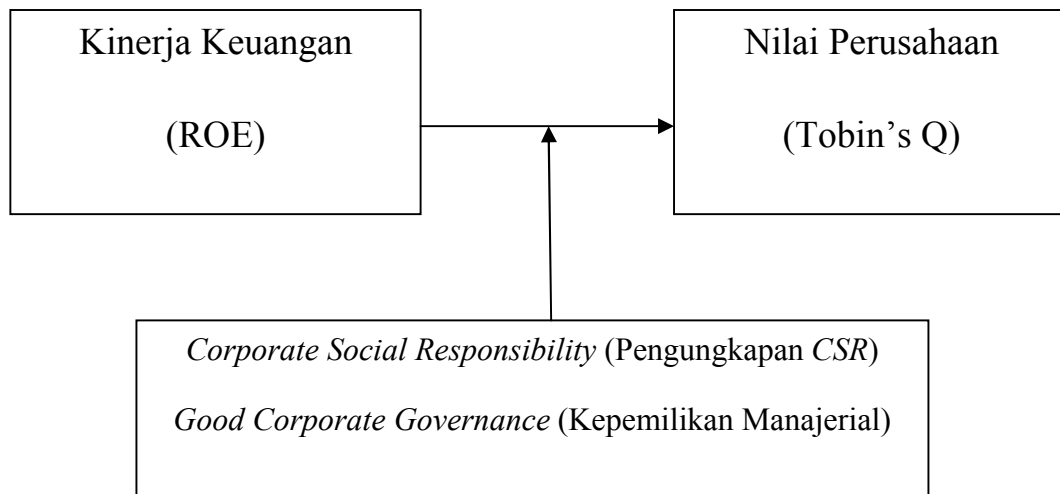 Kinerja Keuangan
(ROE)
Nilai Perusahaan
(Tobin’s Q)
Corporate Social Responsibility (Pengungkapan CSR)
Good Corporate Governance (Kepemilikan Manajerial)